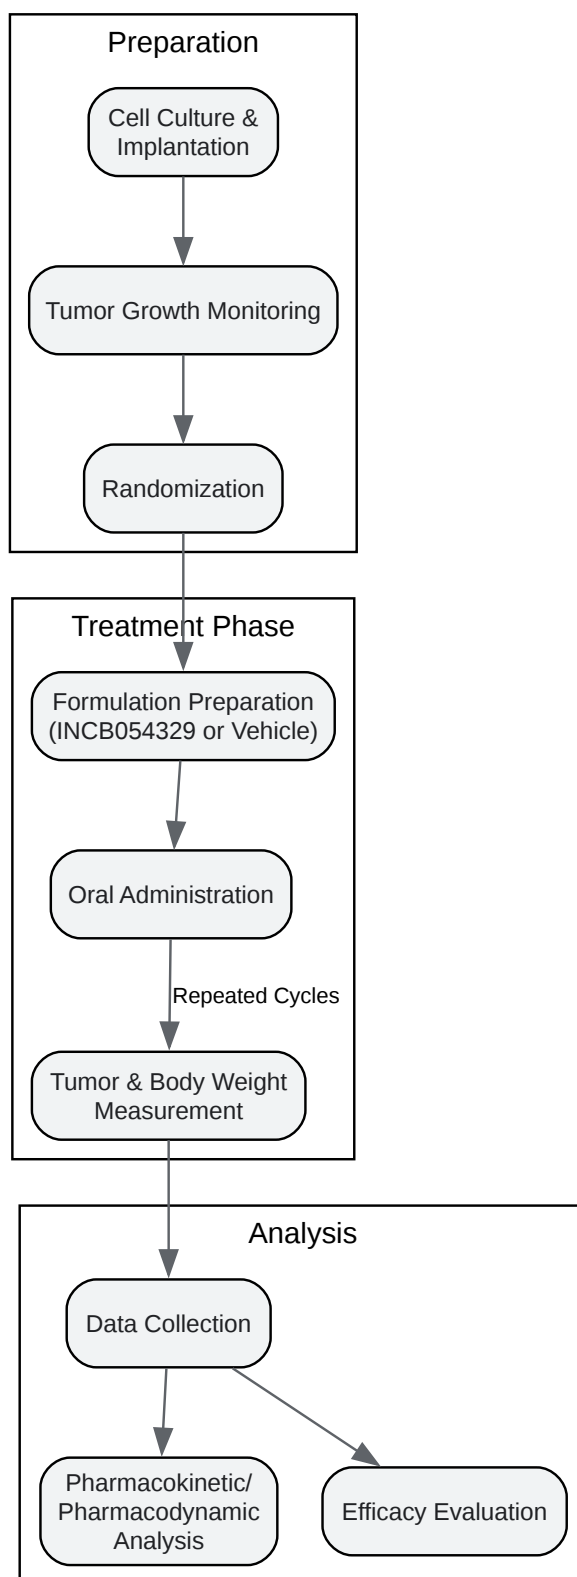 Preparation
Cell Culture &
Implantation
Tumor Growth Monitoring
Randomization
Treatment Phase
Formulation Preparation
(INCB054329 or Vehicle)
Oral Administration
Repeated Cycles
Tumor & Body Weight
Measurement
Analysis
Data Collection
Pharmacokinetic/
Pharmacodynamic
Analysis
Efficacy Evaluation